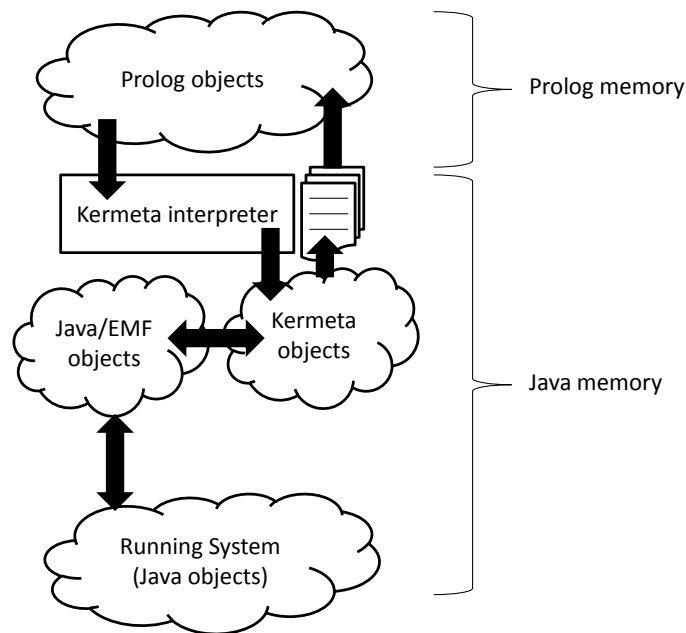 Prolog objects
Prolog memory
Kermeta interpreter
Java/EMF
objects
Kermeta
objects
Java memory
Running System
(Java objects)